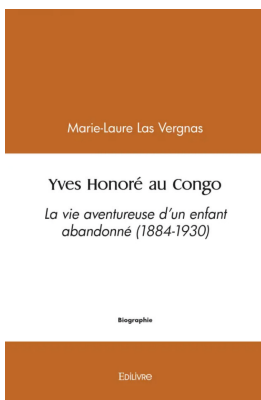 Marie-Laure Las Vergnas
Yves Honoré au Congo
La vie aventureuse d'un enfant
abandonné (1884-1930)
Biographie
Edilivre